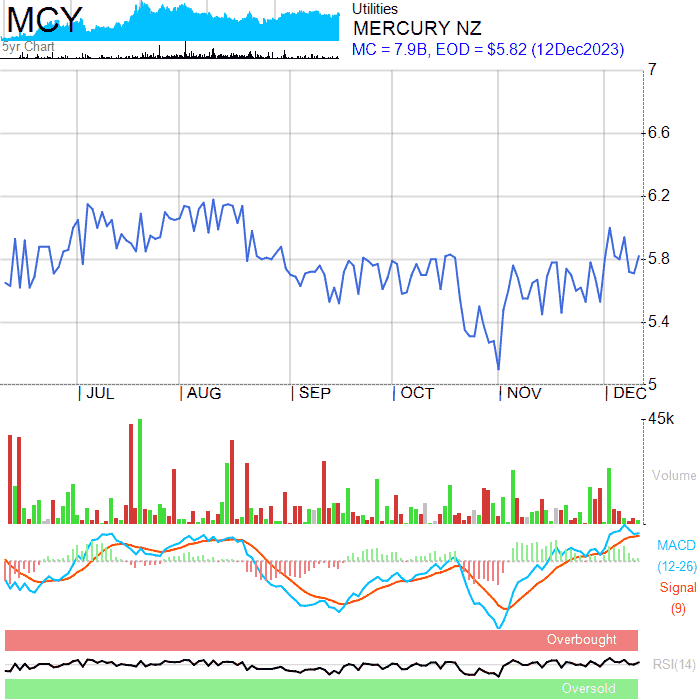 MCY
5yr Chart
Utilities
MERCURY NZ
MC = 7.9B, EOD = $5.82 (12Dec2023)
7
6.6
6.2
5.8
5.4
5
JUL AUG SEP OCT NOV DEC
45k
Volume
MACD
(12-26)
Signal
(9)
Overbought
RSI(14)
Oversold